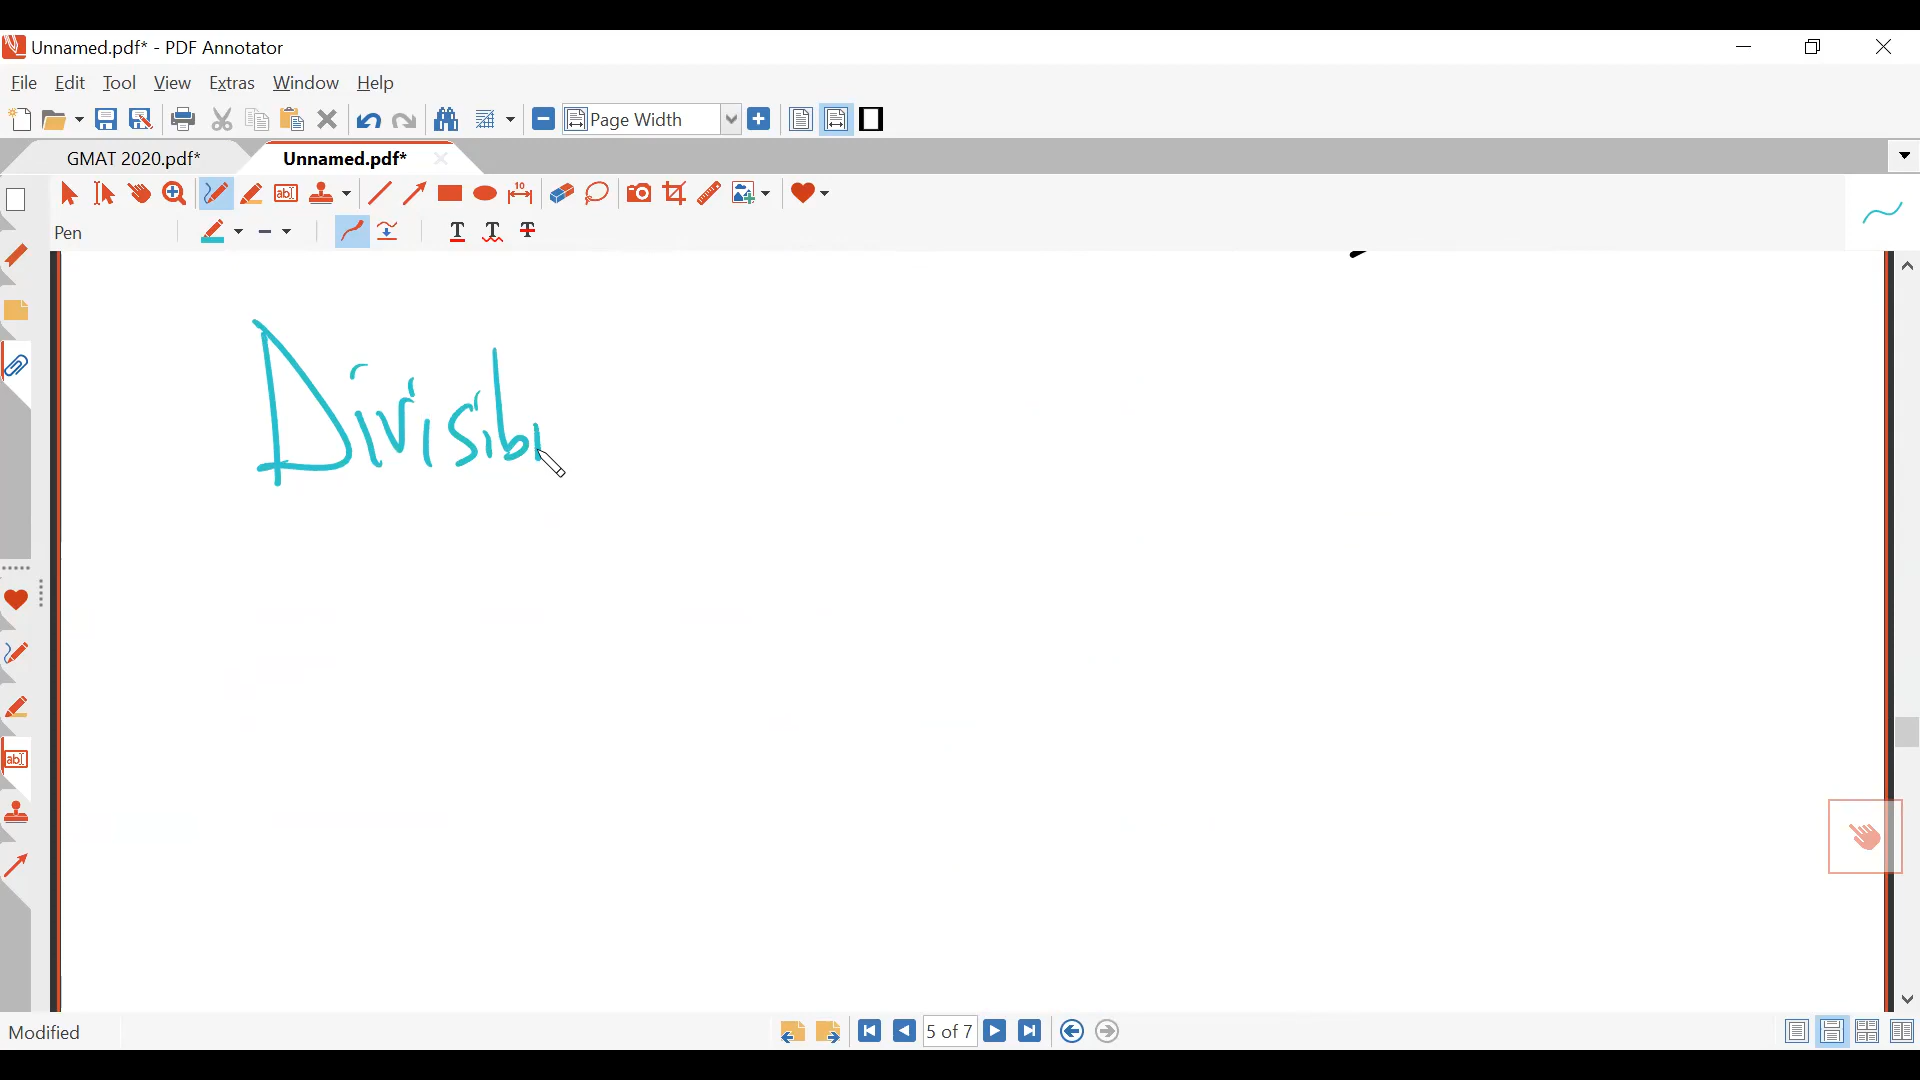 Unnamed.pdf* - PDF Annotator
File Edit Tool View Extras Window Help
Page Width
GMAT 2020.pdf* Unnamed.pdf*
Pen
Divisibi
Modified
5 of 7